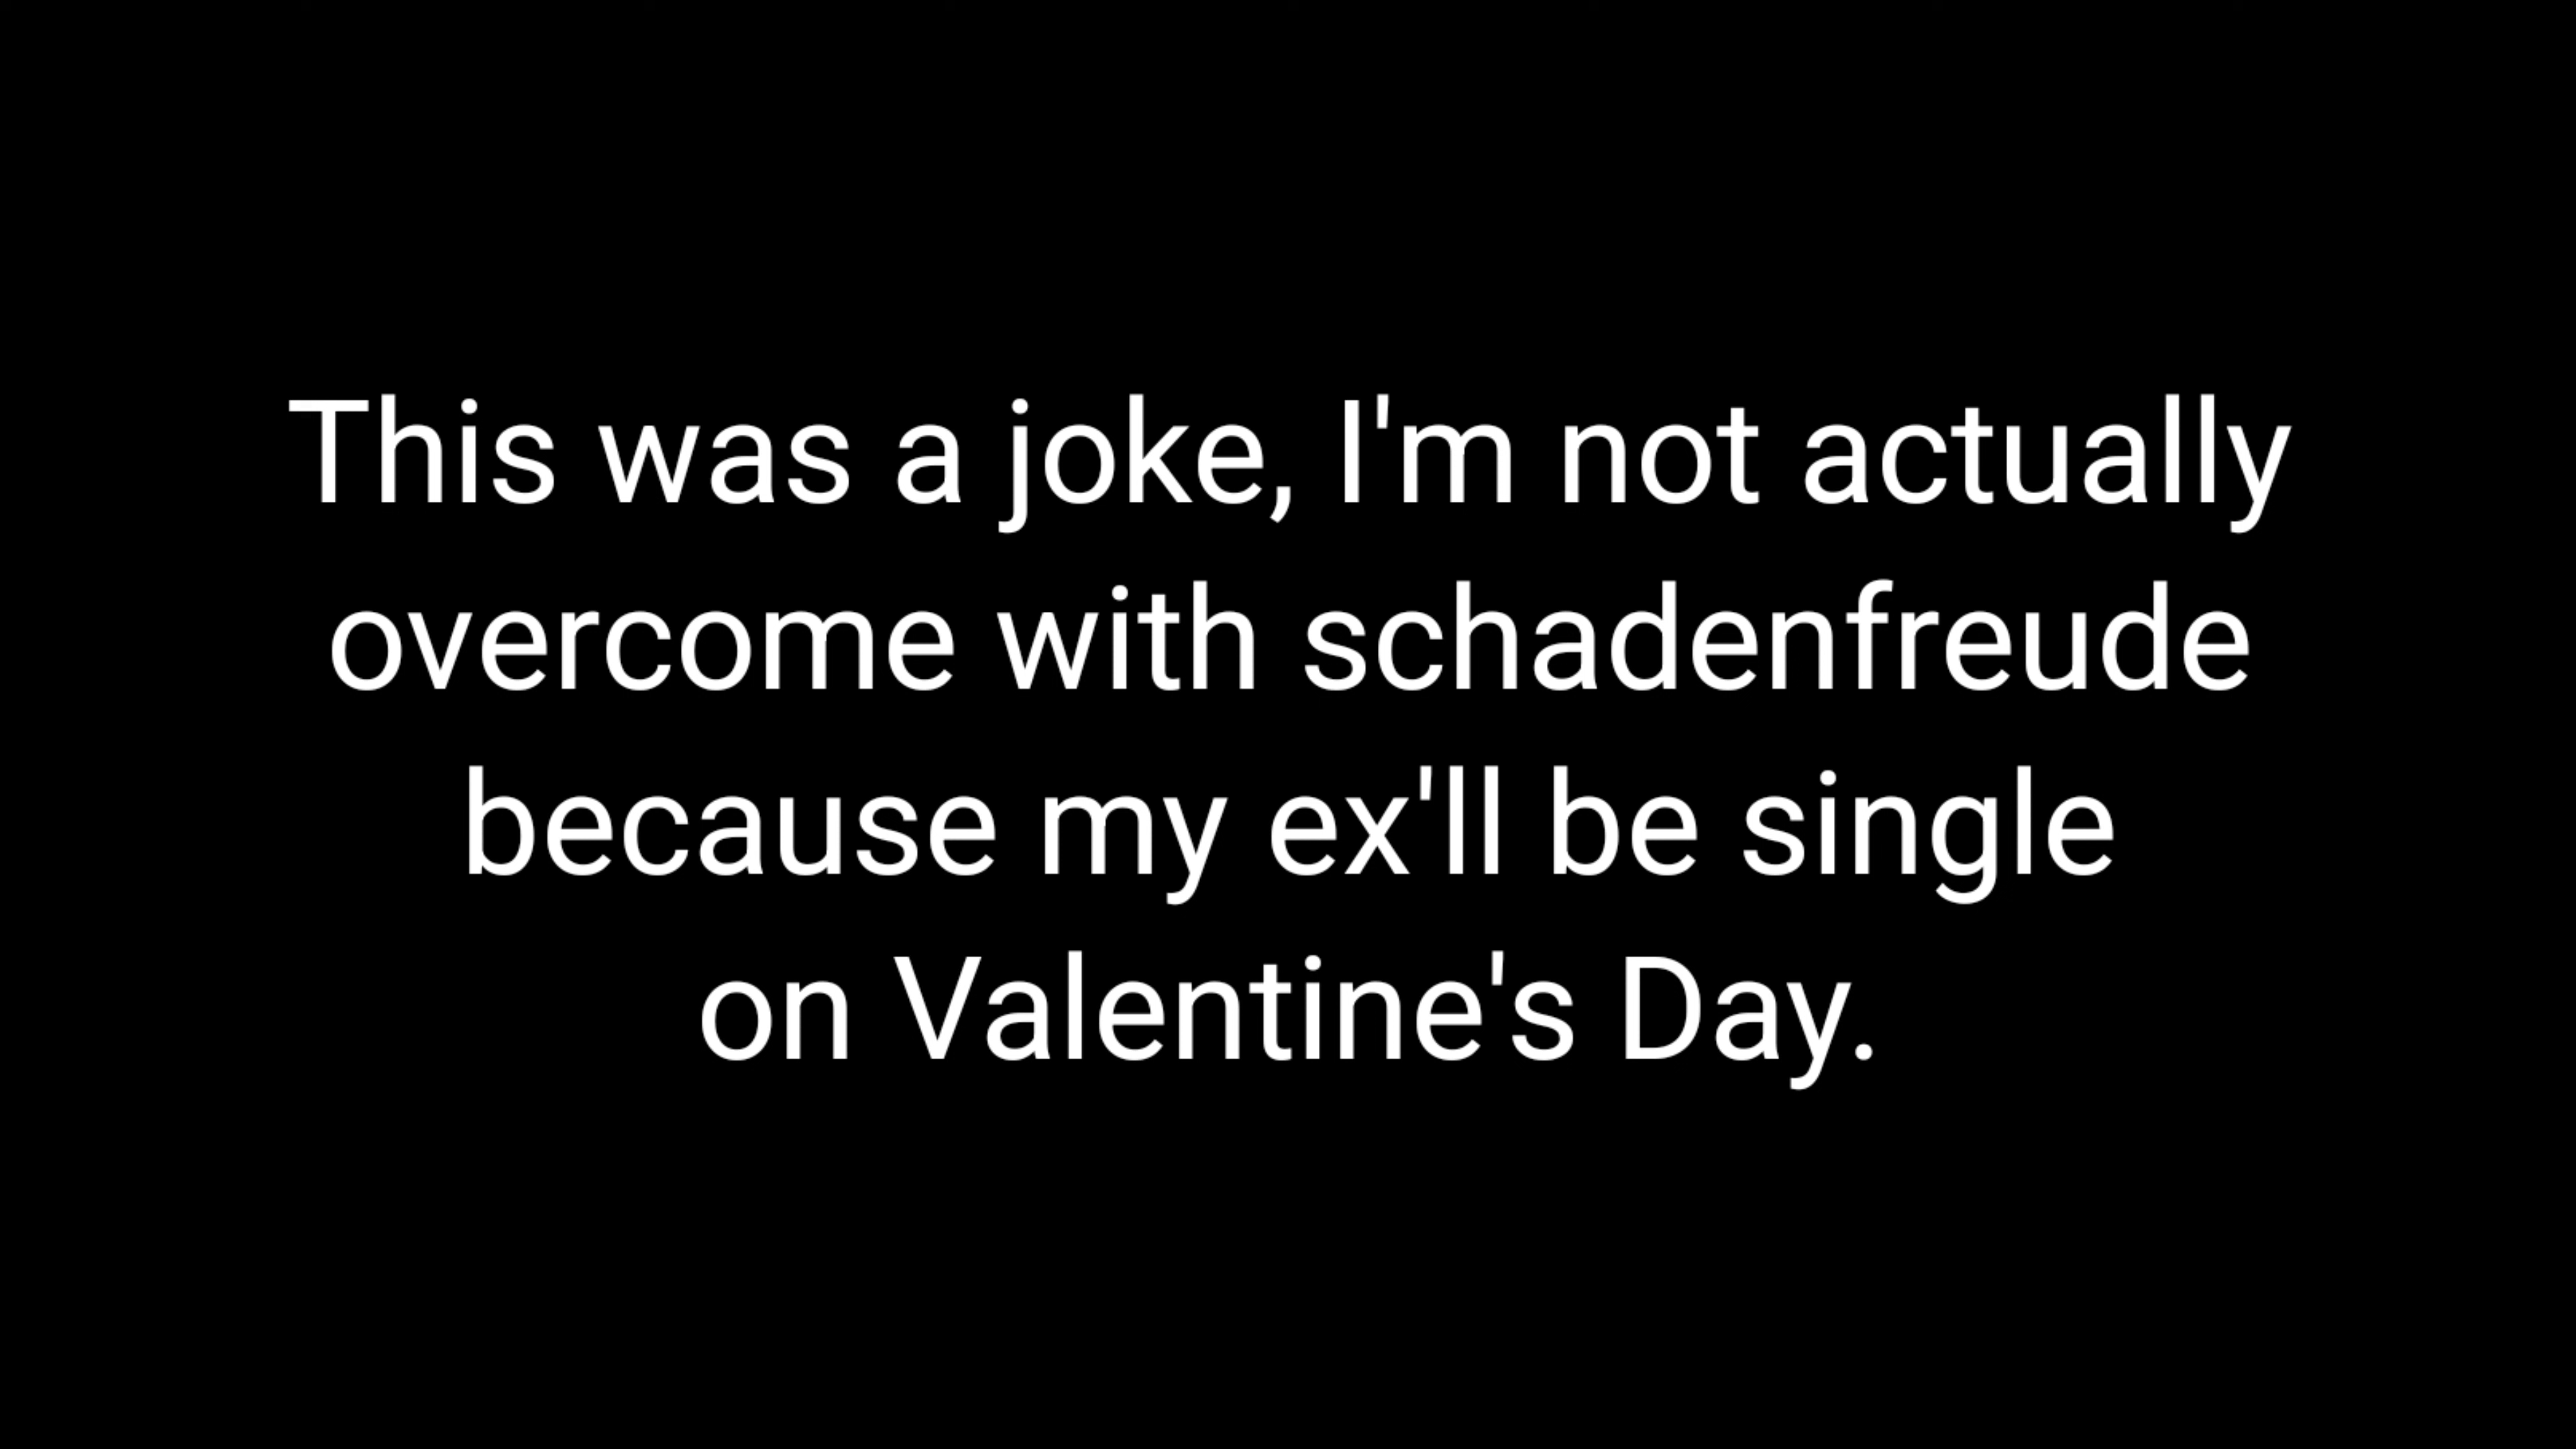 This was a joke, I'm not actually
overcome with schadenfreude
because my ex'll be single
on Valentine's Day.